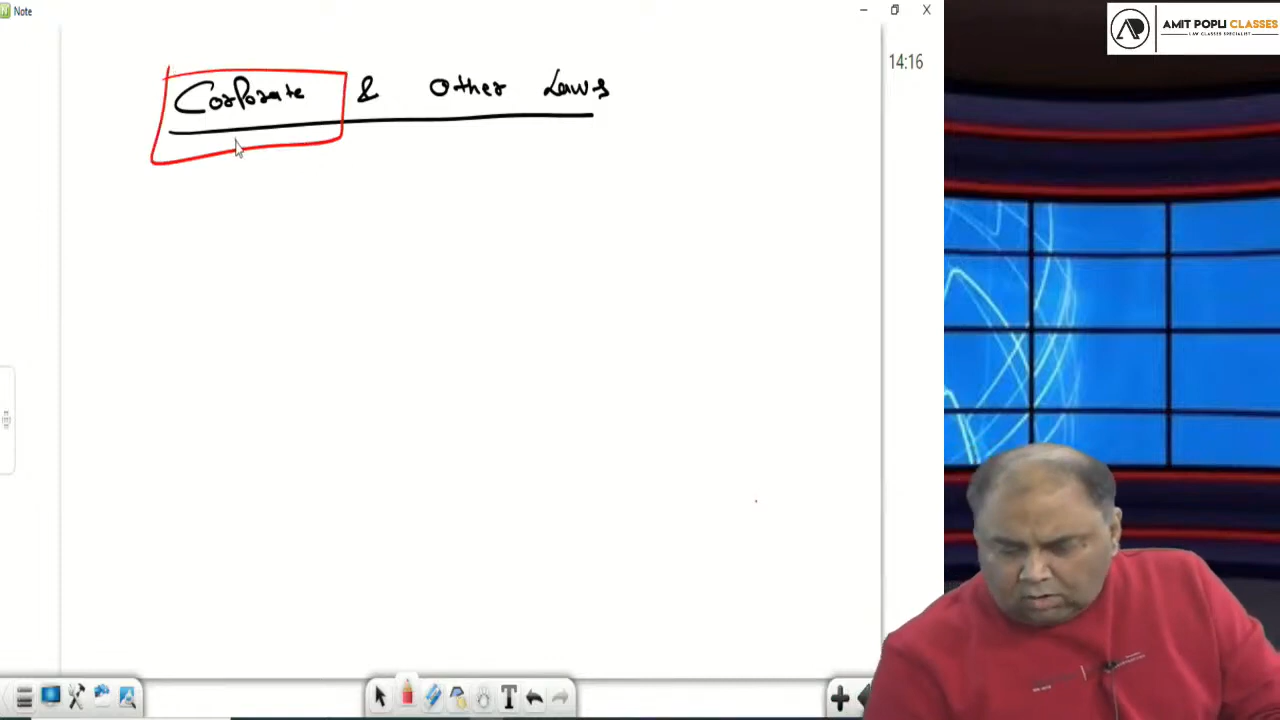 Note
AMIT POPLI CLASSES
LAW CLASSES SPECIALIST
14:16
Corporate & Other Laws